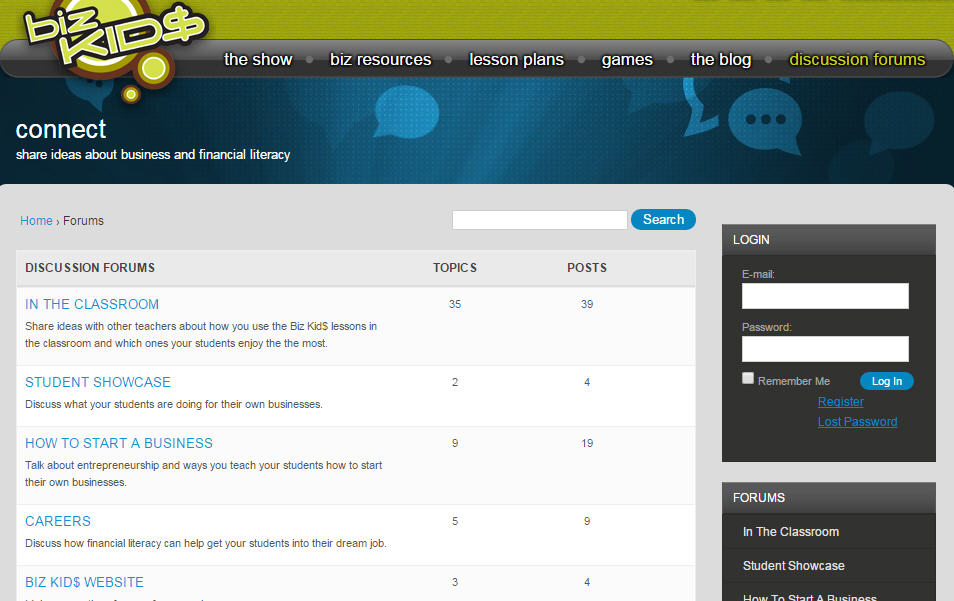 biz
KID$
the show
biz resources
lesson plans
games
the blog
discussion forums
connect
share ideas about business and financial literacy
Home › Forums
Search
DISCUSSION FORUMS TOPICS POSTS
IN THE CLASSROOM 35 39
Share ideas with other teachers about how you use the Biz Kid$ lessons in
the classroom and which ones your students enjoy the the most.
STUDENT SHOWCASE 2 4
Discuss what your students are doing for their own businesses.
HOW TO START A BUSINESS 9 19
Talk about entrepreneurship and ways you teach your students how to start
their own businesses.
CAREERS 5 9
Discuss how financial literacy can help get your students into their dream job.
BIZ KID$ WEBSITE 3 4
LOGIN
E-mail:
Password:
Remember Me
Log In
Register
Lost Password
FORUMS
In The Classroom
Student Showcase
How To Start A Business